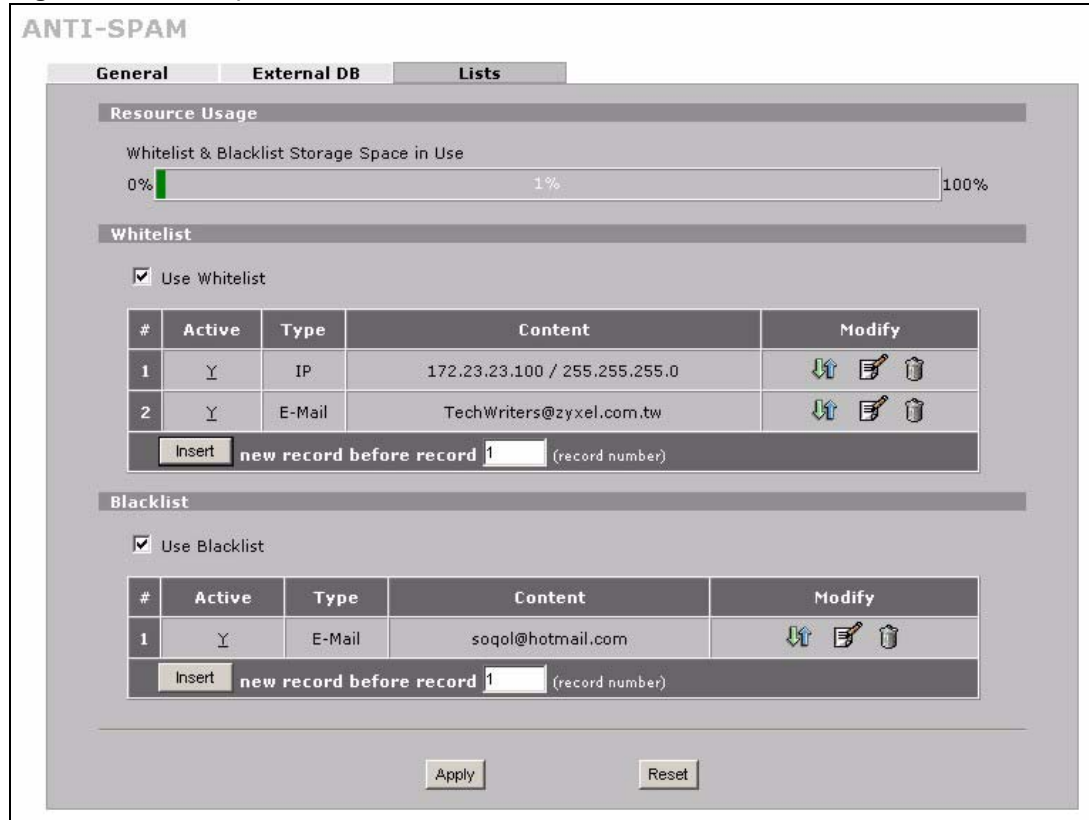 ANTI-SPAM
General External DB Lists
Resource Usage
Whitelist & Blacklist Storage Space in Use
0% 1% 100%
Whitelist
Use Whitelist
# Active Type Content Modify
1 Y IP 172.23.23.100 / 255.255.255.0
2 Y E-Mail TechWriters@zyxel.com.tw
Insert new record before record 1 (record number)
Blacklist
Use Blacklist
# Active Type Content Modify
1 Y E-Mail soqol@hotmail.com
Insert new record before record 1 (record number)
Apply Reset